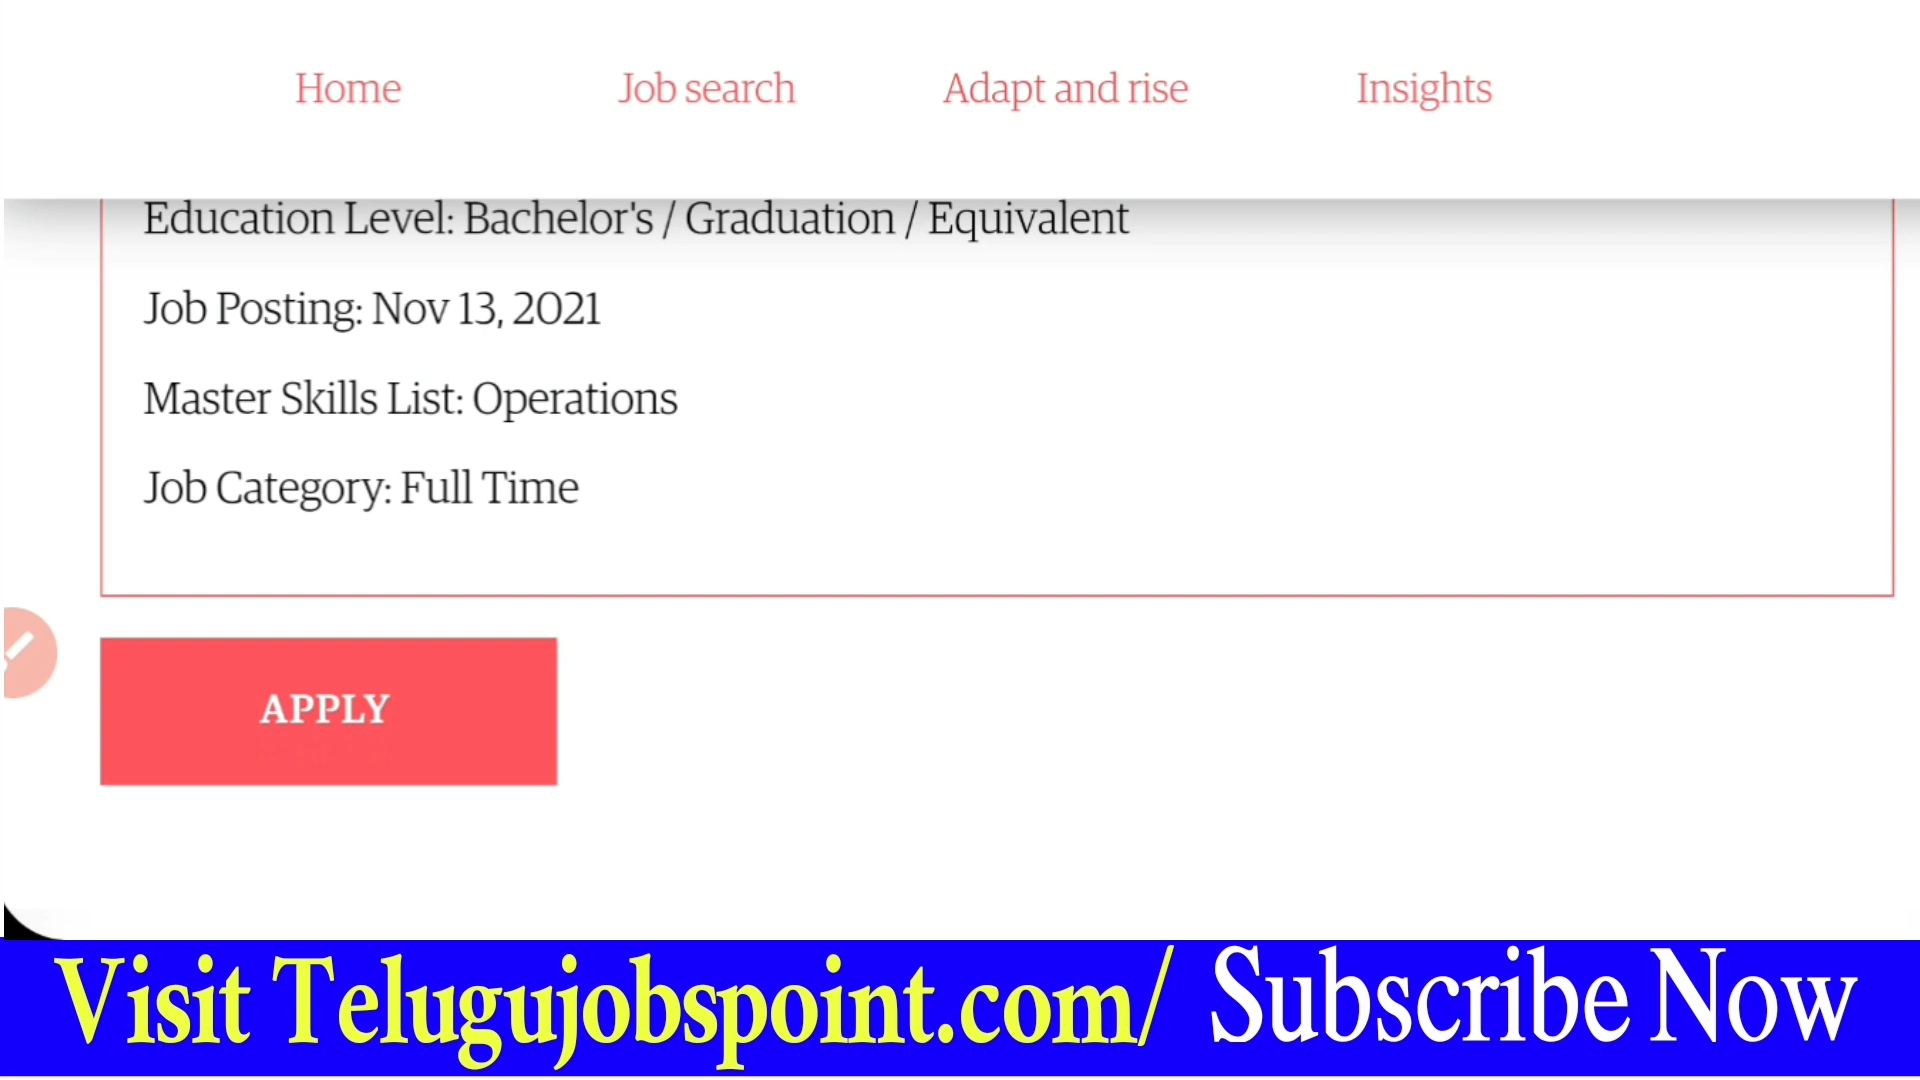 Home Job search Adapt and rise Insights
Education Level: Bachelor's / Graduation / Equivalent
Job Posting: Nov 13, 2021
Master Skills List: Operations
Job Category: Full Time
APPLY
Visit Telugujobspoint.com/ Subscribe Now